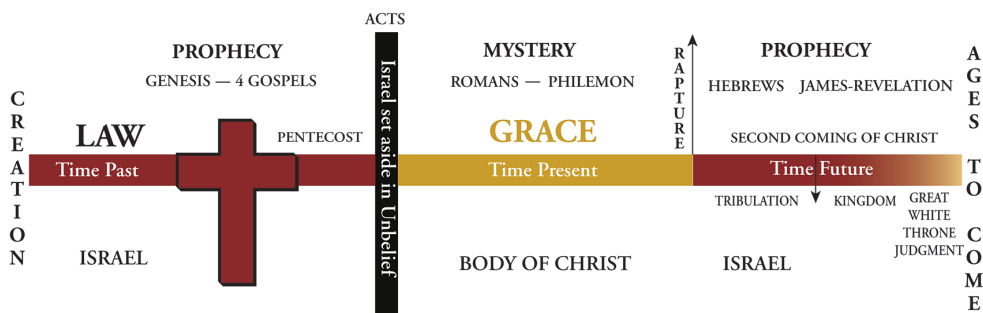 CREATION
PROPHECY
GENESIS — 4 GOSPELS
LAW
PENTECOST
Time Past
ISRAEL
ACTS
Israel set aside in Unbelief
MYSTERY
ROMANS — PHILEMON
GRACE
Time Present
BODY OF CHRIST
RAPTURE
PROPHECY
HEBREWS JAMES-REVELATION
SECOND COMING OF CHRIST
Time Future
TRIBULATION
KINGDOM
GREAT
WHITE
THRONE
JUDGMENT
ISRAEL
AGES TO COME